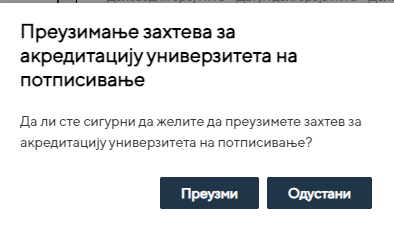 Преузимање захтева за
акредитацију универзитета на
потписивање
Да ли сте сигурни да желите да преузимете захтев за
акредитацију универзитета на потписивање?
Преузми
Одустани